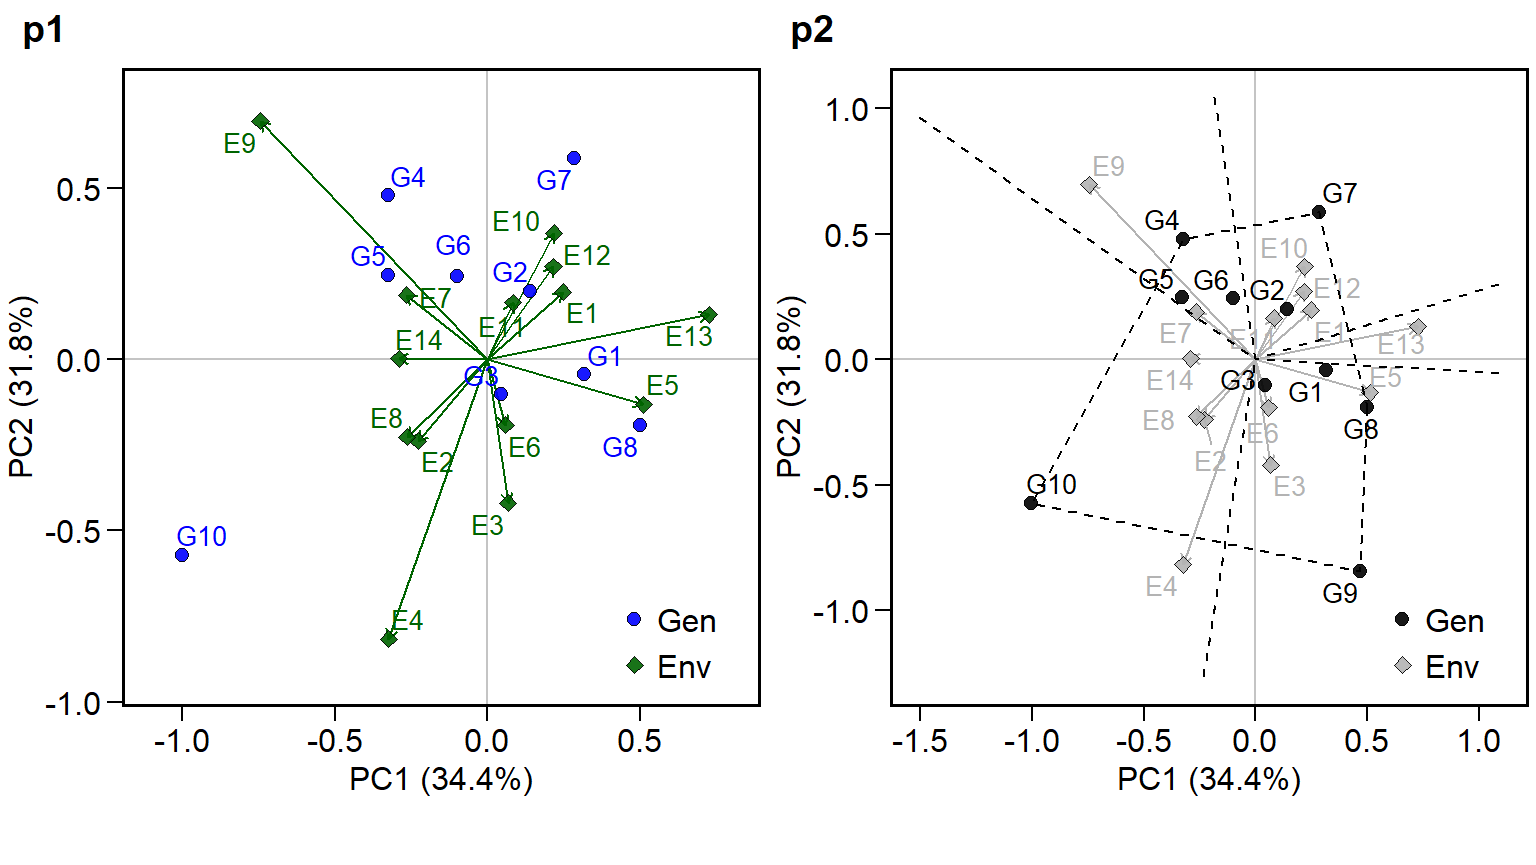 p1
E9
G4
G7
0.5
E10
G6
G5
E12
G2
E7
E1
E11
E13
E14
0.0
G1
G3
E5
E8
E6
G8
E2
E3
-0.5
G10
E4
Gen
Env
-1.0
-1.0 -0.5 0.0 0.5
PC1 (34.4%)
PC2 (31.8%)
p2
1.0
E9
G7
G4
0.5
E10
G5 G6
G2 E12
E7
E11
E1
E13
0.0
E14
G3
G1
E5
E8
G8
E6
E2
G10
E3
-0.5
E4
G9
-1.0
Gen
Env
-1.5 -1.0 -0.5 0.0 0.5 1.0
PC1 (34.4%)
PC2 (31.8%)